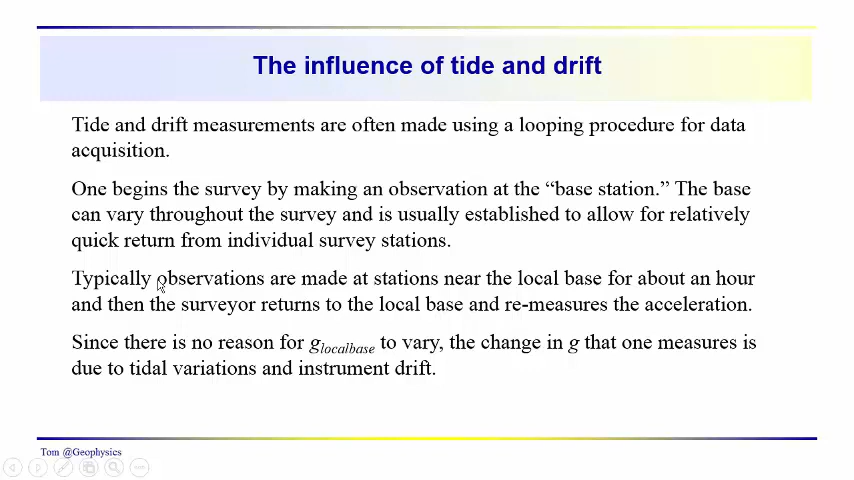 The influence of tide and drift
Tide and drift measurements are often made using a looping procedure for data
acquisition.
One begins the survey by making an observation at the “base station.” The base
can vary throughout the survey and is usually established to allow for relatively
quick return from individual survey stations.
Typically observations are made at stations near the local base for about an hour
and then the surveyor returns to the local base and re-measures the acceleration.
Since there is no reason for glocalbase to vary, the change in g that one measures is
due to tidal variations and instrument drift.
Tom @Geophysics